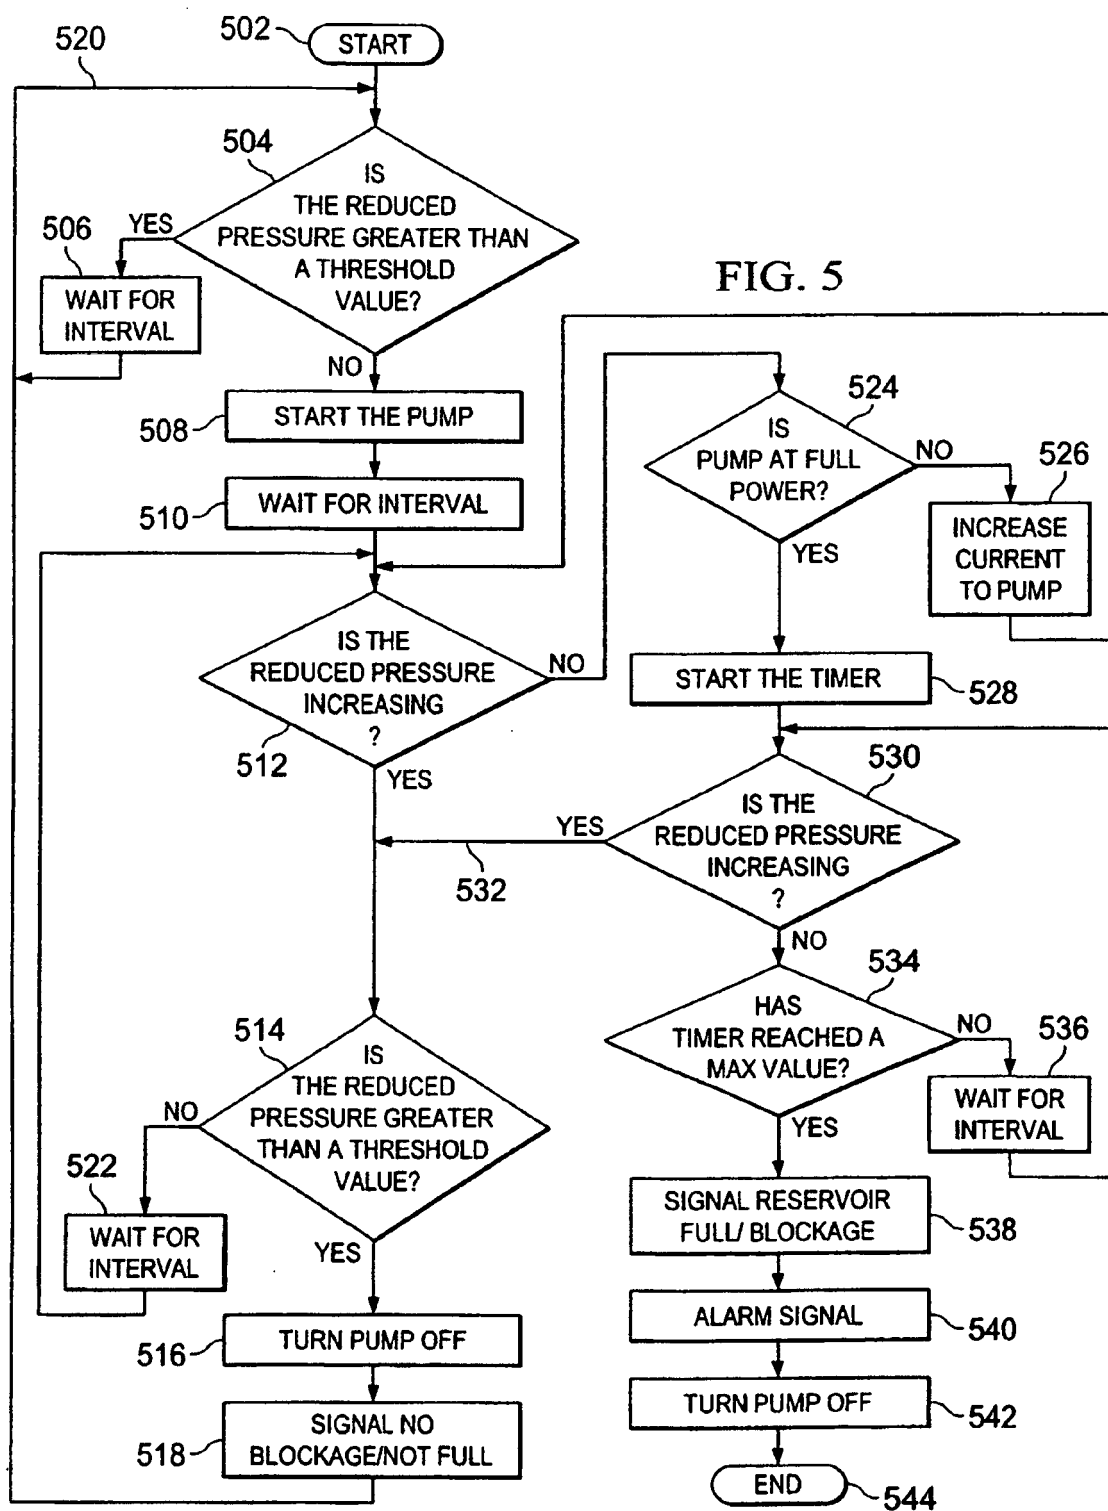 502
START
520
504
IS
THE REDUCED
PRESSURE GREATER THAN
A THRESHOLD
VALUE?
YES
506
WAIT FOR
INTERVAL
NO
FIG. 5
508
START THE PUMP
510
WAIT FOR INTERVAL
IS THE
REDUCED PRESSURE
INCREASING
?
512
NO
YES
524
IS
PUMP AT FULL
POWER?
NO
526
INCREASE
CURRENT
TO PUMP
YES
START THE TIMER
528
530
IS THE
REDUCED PRESSURE
INCREASING
?
YES
532
NO
534
HAS
TIMER REACHED A
MAX VALUE?
NO
536
WAIT FOR
INTERVAL
YES
514
IS
THE REDUCED
PRESSURE GREATER
THAN A THRESHOLD
VALUE?
NO
522
WAIT FOR
INTERVAL
YES
516
TURN PUMP OFF
518
SIGNAL NO
BLOCKAGE/NOT FULL
SIGNAL RESERVOIR
FULL/ BLOCKAGE
538
ALARM SIGNAL
540
TURN PUMP OFF
542
END
544